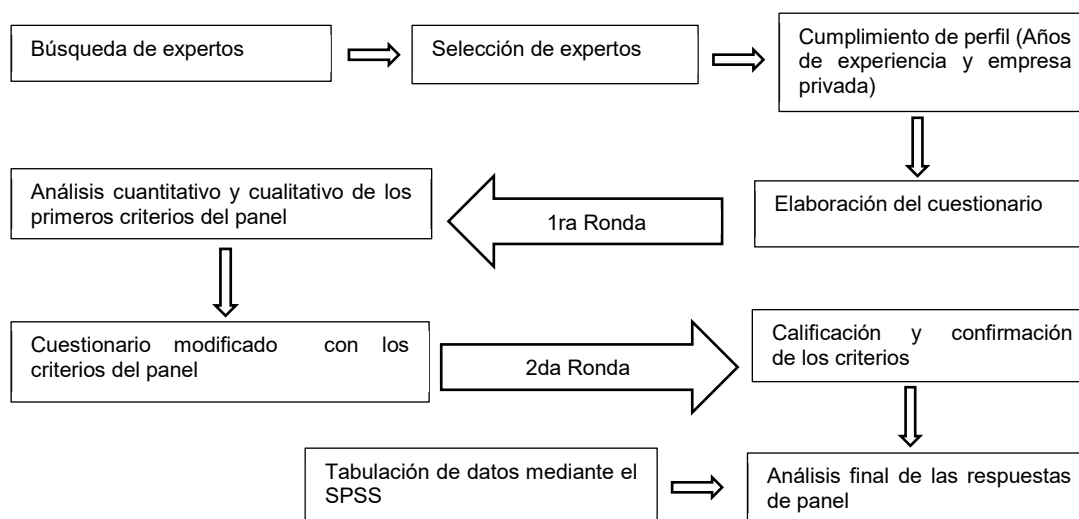 Búsqueda de expertos
Selección de expertos
Cumplimiento de perfil (Años
de experiencia y empresa
privada)
Elaboración del cuestionario
1ra Ronda
Análisis cuantitativo y cualitativo de los
primeros criterios del panel
Cuestionario modificado con los
criterios del panel
2da Ronda
Calificación y confirmación
de los criterios
Tabulación de datos mediante el
SPSS
Análisis final de las respuestas
de panel